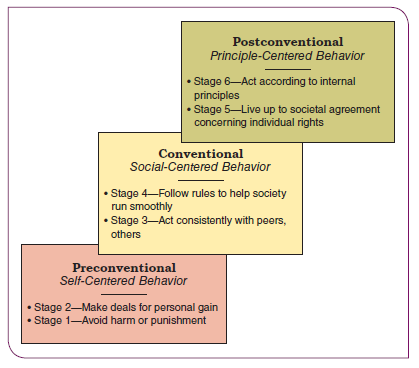 Postconventional
Principle-Centered Behavior
• Stage 6—Act according to internal
principles
• Stage 5—Live up to societal agreement
concerning individual rights
Conventional
Social-Centered Behavior
• Stage 4—Follow rules to help society
run smoothly
• Stage 3—Act consistently with peers,
others
Preconventional
Self-Centered Behavior
• Stage 2—Make deals for personal gain
• Stage 1—Avoid harm or punishment